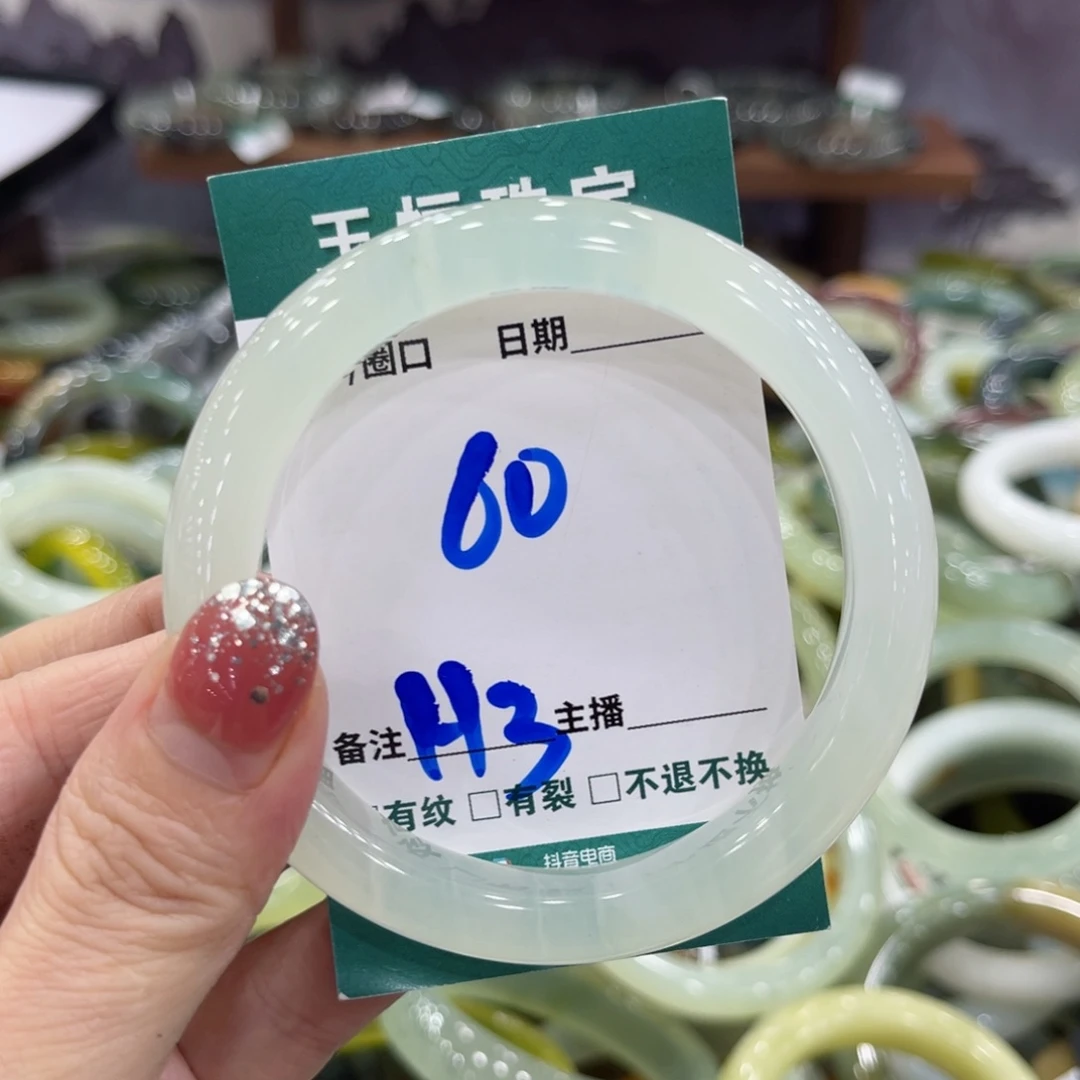 圈口 日期
60
H3
备注 主播
有纹 □有裂 □不退不换
抖音电商